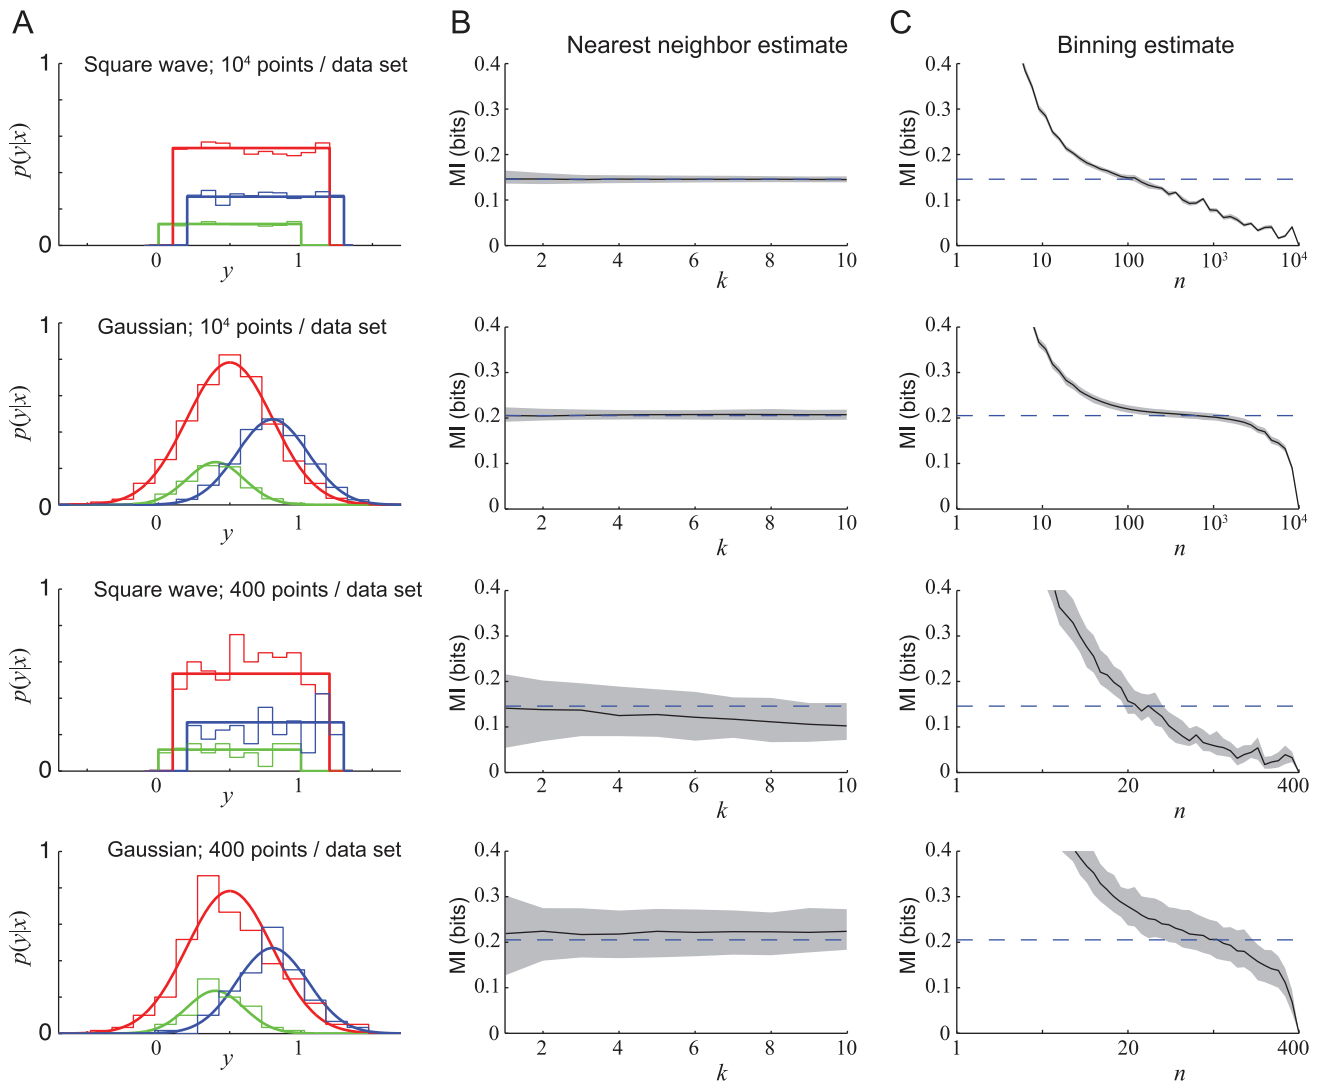 A
B
C
Nearest neighbor estimate
Binning estimate
Square wave; 10⁴ points / data set
1
0
p(y|x)
0 1
y
0.4
0.3
0.2
0.1
0
MI (bits)
2 4 6 8 10
k
0.4
0.3
0.2
0.1
0
MI (bits)
1 10 100 10³ 10⁴
n
Gaussian; 10⁴ points / data set
1
0
p(y|x)
0 1
y
0.4
0.3
0.2
0.1
0
MI (bits)
2 4 6 8 10
k
0.4
0.3
0.2
0.1
0
MI (bits)
1 10 100 10³ 10⁴
n
Square wave; 400 points / data set
1
0
p(y|x)
0 1
y
0.4
0.3
0.2
0.1
0
MI (bits)
2 4 6 8 10
k
0.4
0.3
0.2
0.1
0
MI (bits)
1 20 400
n
Gaussian; 400 points / data set
1
0
p(y|x)
0 1
y
0.4
0.3
0.2
0.1
0
MI (bits)
2 4 6 8 10
k
0.4
0.3
0.2
0.1
0
MI (bits)
1 20 400
n